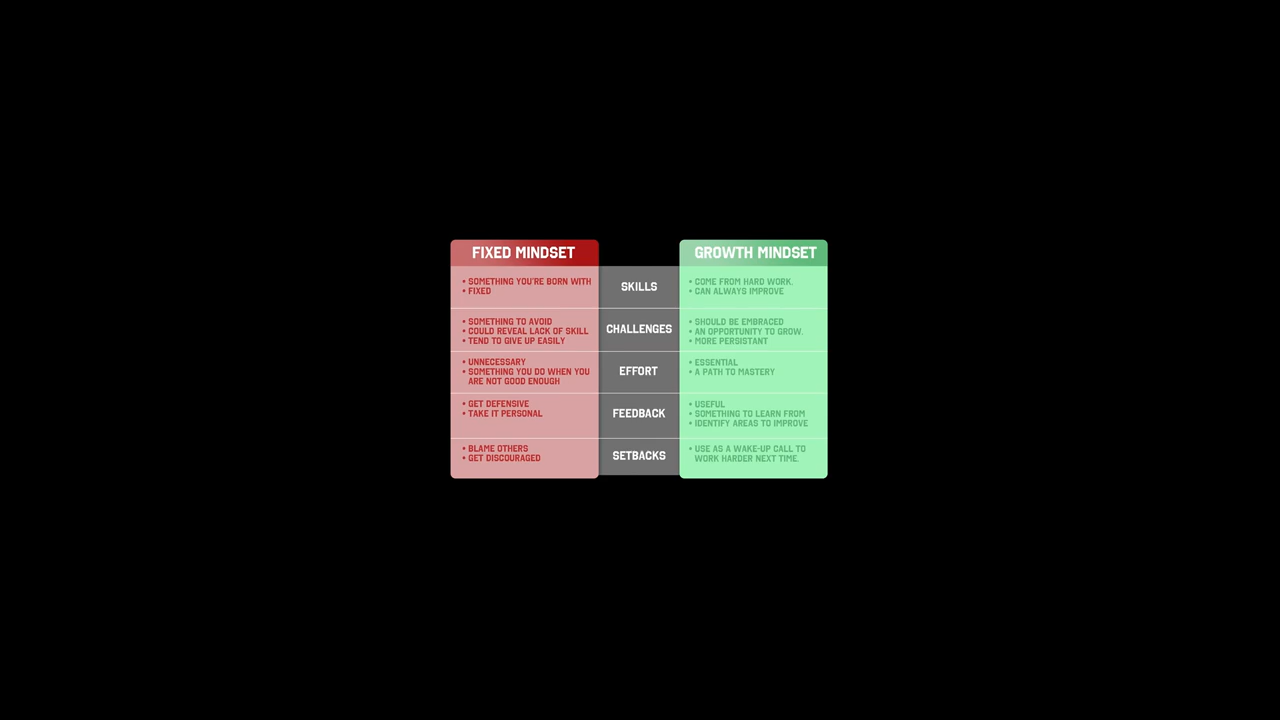 FIXED MINDSET
GROWTH MINDSET
• SOMETHING YOU'RE BORN WITH
• FIXED
SKILLS
• COME FROM HARD WORK.
• CAN ALWAYS IMPROVE
• SOMETHING TO AVOID
• COULD REVEAL LACK OF SKILL
• TEND TO GIVE UP EASILY
CHALLENGES
• SHOULD BE EMBRACED
• AN OPPORTUNITY TO GROW.
• MORE PERSISTANT
• UNNECESSARY
• SOMETHING YOU DO WHEN YOU
ARE NOT GOOD ENOUGH
EFFORT
• ESSENTIAL
• A PATH TO MASTERY
• GET DEFENSIVE
• TAKE IT PERSONAL
FEEDBACK
• USEFUL
• SOMETHING TO LEARN FROM
• IDENTIFY AREAS TO IMPROVE
• BLAME OTHERS
• GET DISCOURAGED
SETBACKS
• USE AS A WAKE-UP CALL TO
WORK HARDER NEXT TIME.